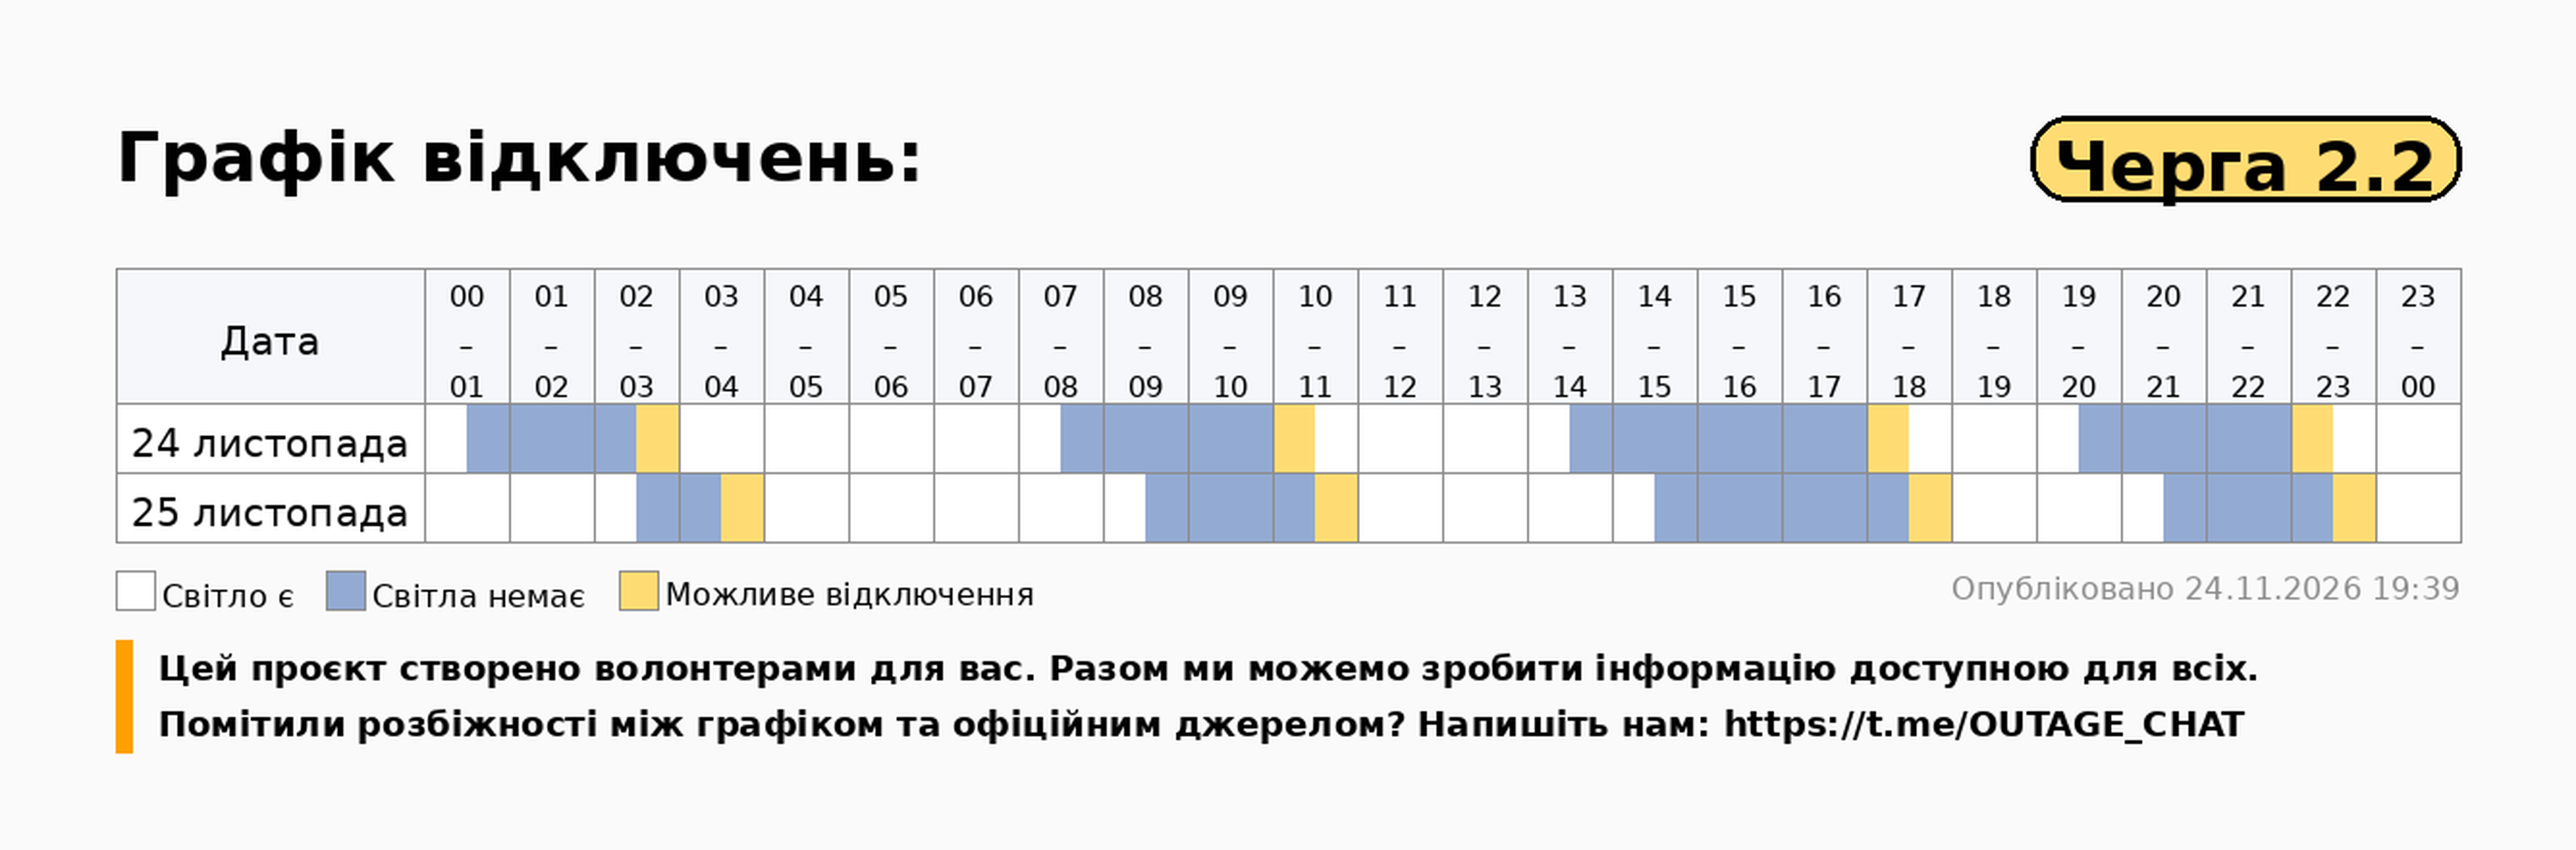 Графік відключень:
Черга 2.2
Дата 00 – 01 01 – 02 02 – 03 03 – 04 04 – 05 05 – 06 06 – 07 07 – 08 08 – 09 09 – 10 10 – 11 11 – 12 12 – 13 13 – 14 14 – 15 15 – 16 16 – 17 17 – 18 18 – 19 19 – 20 20 – 21 21 – 22 22 – 23 23 – 00
24 листопада
25 листопада
Світло є Світла немає Можливе відключення
Опубліковано 24.11.2026 19:39
Цей проєкт створено волонтерами для вас. Разом ми можемо зробити інформацію доступною для всіх.
Помітили розбіжності між графіком та офіційним джерелом? Напишіть нам: https://t.me/OUTAGE_CHAT